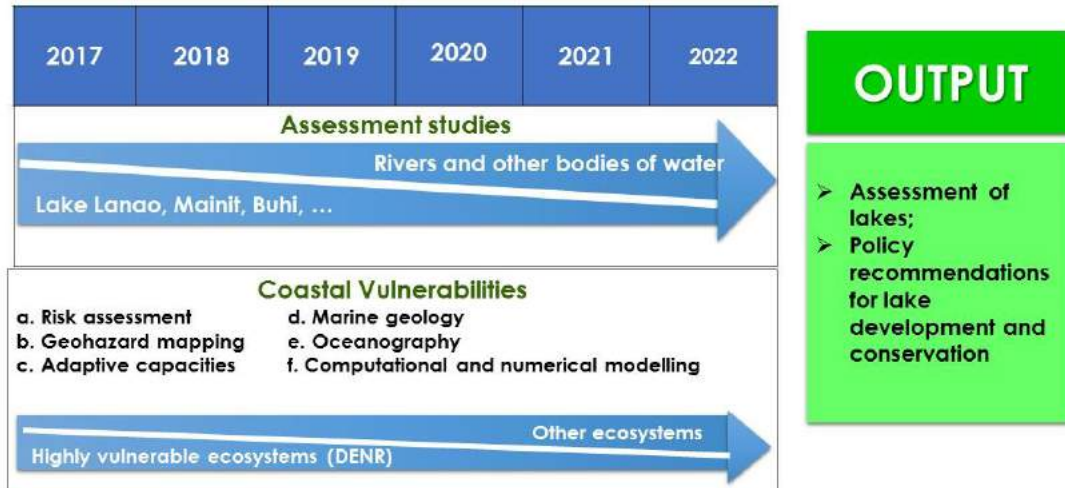 2017 2018 2019 2020 2021 2022
Assessment studies
Rivers and other bodies of water
Lake Lanao, Mainit, Buhi, ...
Coastal Vulnerabilities
a. Risk assessment
b. Geohazard mapping
c. Adaptive capacities
d. Marine geology
e. Oceanography
f. Computational and numerical modelling
Other ecosystems
Highly vulnerable ecosystems (DENR)
OUTPUT
➢ Assessment of
lakes;
➢ Policy
recommendations
for lake
development and
conservation